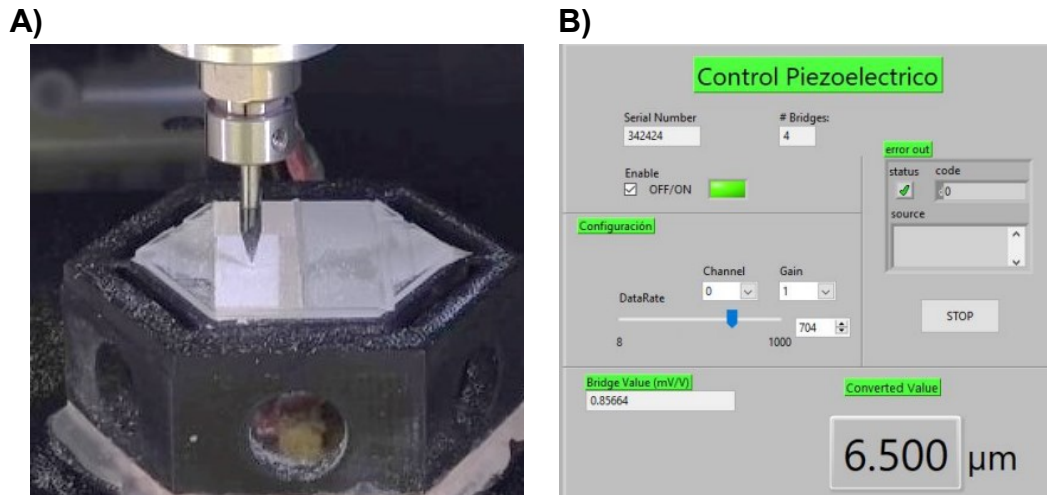 A)
B)
Control Piezoelectrico
Serial Number
342424
# Bridges:
4
Enable
OFF/ON
error out
status
code
0
source
Configuración
Channel
0
Gain
1
DataRate
704
8
1000
STOP
Bridge Value (mV/V)
0.85664
Converted Value
6.500 µm